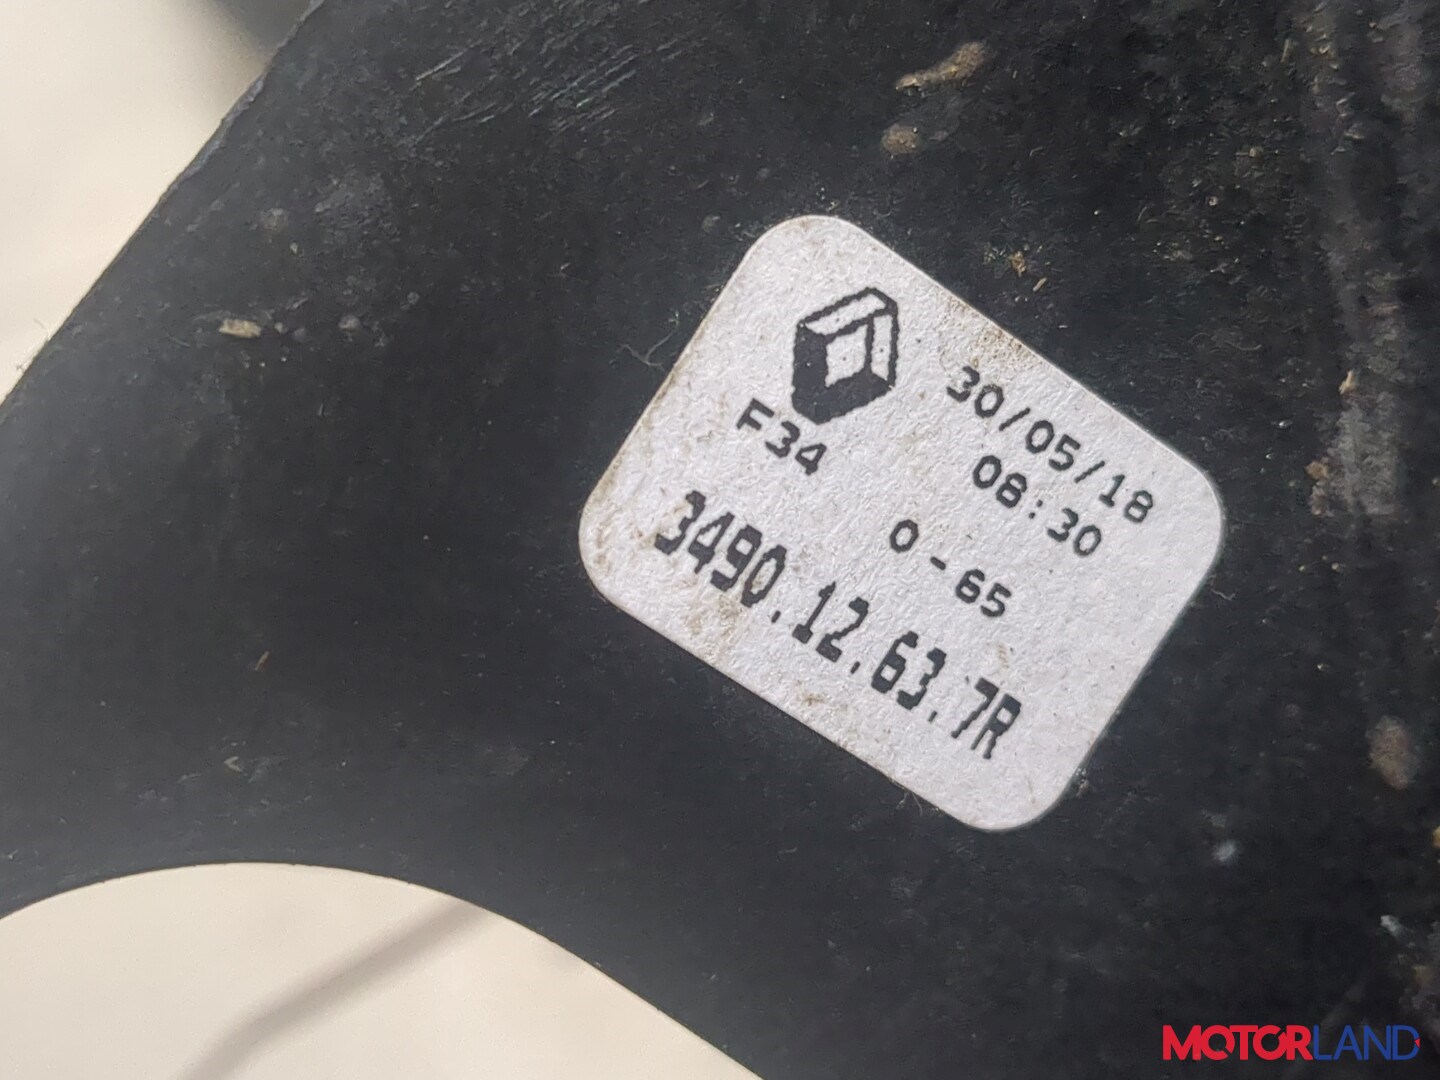 30/05/18
08:30
F34
0-65
3490.12.63.7R
MOTORLAND